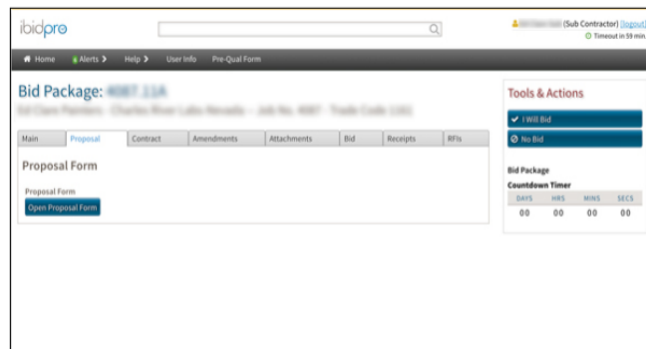 ibidpro
(Sub Contractor) [logout]
Timeout in 59 min.
Home Alerts Help User Info Pre-Qual Form
Bid Package:
Main Proposal Contract Amendments Attachments Bid Receipts RFIs
Proposal Form
Proposal Form
Open Proposal Form
Tools & Actions
I Will Bid
No Bid
Bid Package
Countdown Timer
DAYS HRS MINS SECS
00 00 00 00